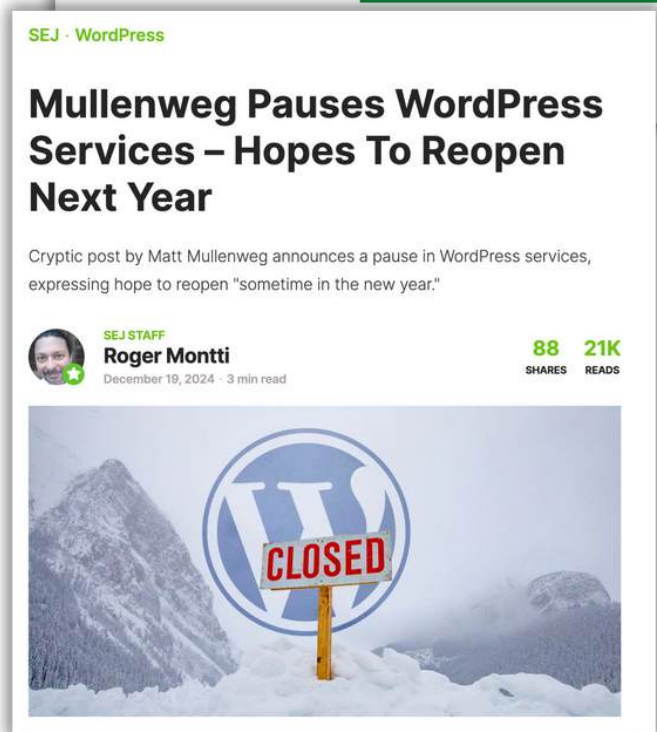 SEJ · WordPress
Mullenweg Pauses WordPress
Services – Hopes To Reopen
Next Year
Cryptic post by Matt Mullenweg announces a pause in WordPress services,
expressing hope to reopen "sometime in the new year."
SEJ STAFF
Roger Montti
December 19, 2024 · 3 min read
88
SHARES
21K
READS
W
CLOSED